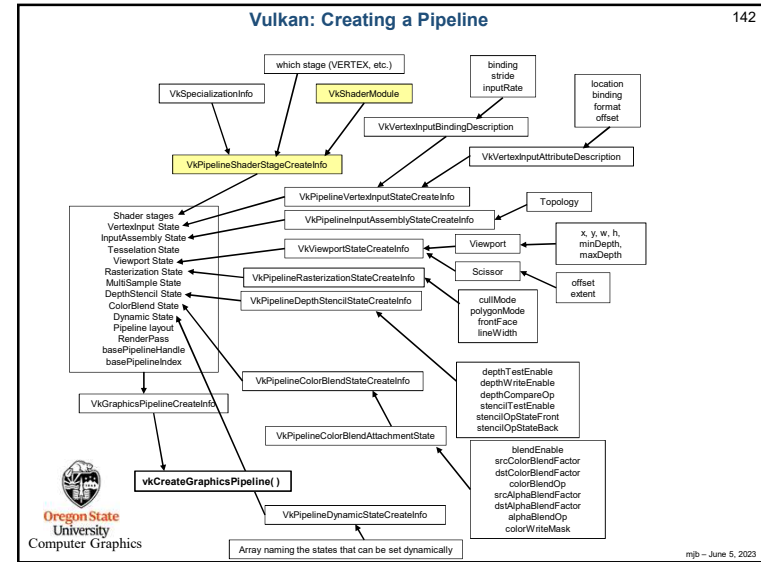 Vulkan: Creating a Pipeline
142
which stage (VERTEX, etc.)
binding
stride
inputRate
location
binding
format
offset
VkSpecializationInfo
VkShaderModule
VkVertexInputBindingDescription
VkPipelineShaderStageCreateInfo
VkVertexInputAttributeDescription
VkPipelineVertexInputStateCreateInfo
Topology
VkPipelineInputAssemblyStateCreateInfo
Shader stages
VertexInput State
InputAssembly State
Tesselation State
Viewport State
Rasterization State
MultiSample State
DepthStencil State
ColorBlend State
Dynamic State
Pipeline layout
RenderPass
basePipelineHandle
basePipelineIndex
VkViewportStateCreateInfo
Viewport
x, y, w, h,
minDepth,
maxDepth
Scissor
offset
extent
VkPipelineRasterizationStateCreateInfo
cullMode
polygonMode
frontFace
lineWidth
VkPipelineDepthStencilStateCreateInfo
depthTestEnable
depthWriteEnable
depthCompareOp
stencilTestEnable
stencilOpStateFront
stencilOpStateBack
VkPipelineColorBlendStateCreateInfo
VkGraphicsPipelineCreateInfo
VkPipelineColorBlendAttachmentState
blendEnable
srcColorBlendFactor
dstColorBlendFactor
colorBlendOp
srcAlphaBlendFactor
dstAlphaBlendFactor
alphaBlendOp
colorWriteMask
vkCreateGraphicsPipeline( )
VkPipelineDynamicStateCreateInfo
Array naming the states that can be set dynamically
Oregon State
University
Computer Graphics
mjb – June 5, 2023